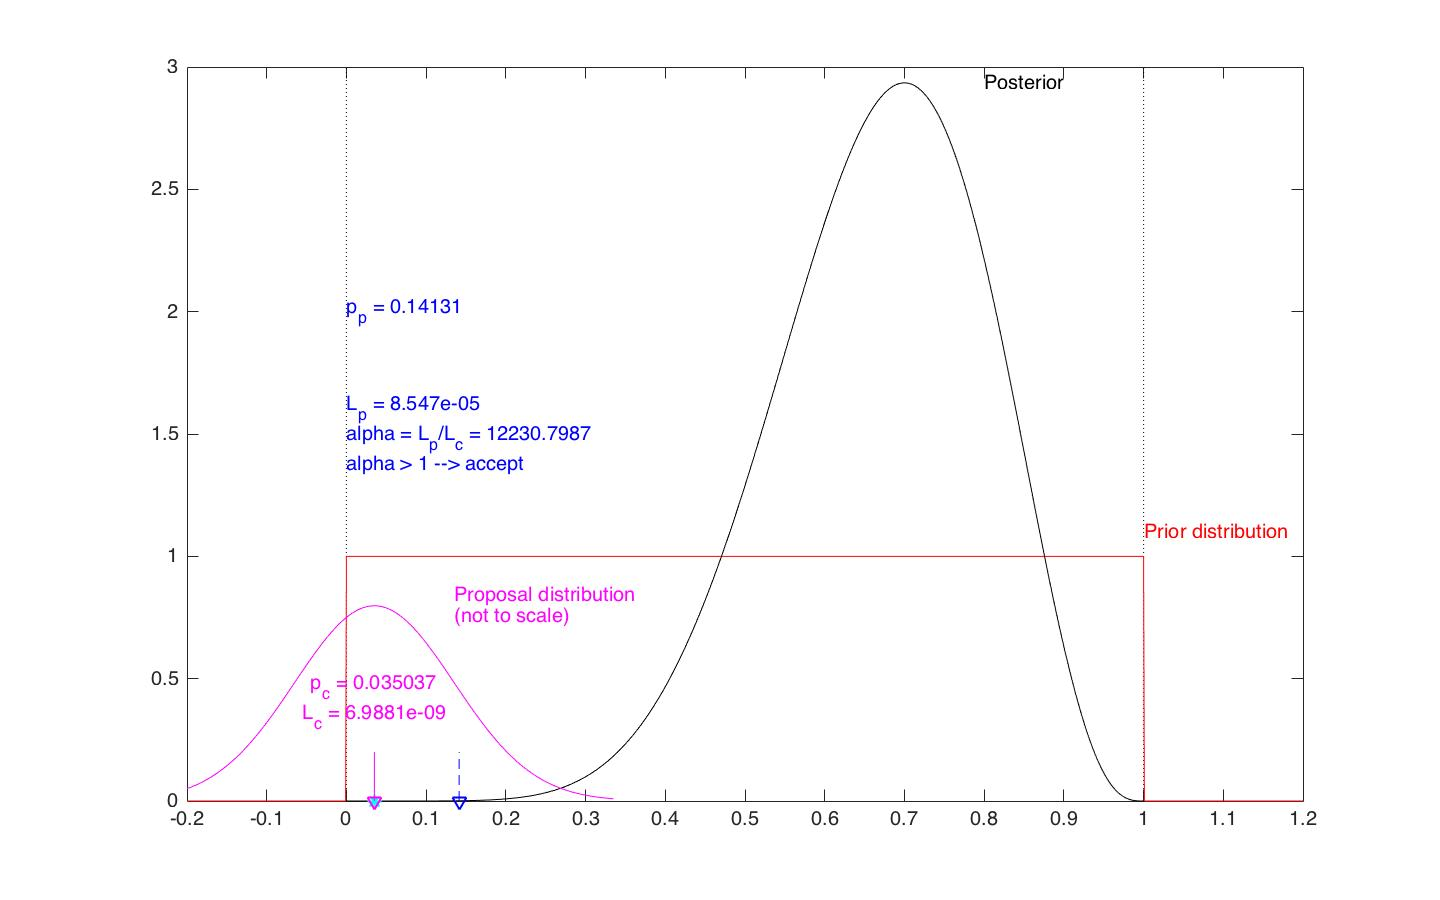 3
Posterior
2.5
p_p = 0.14131
2
L_p = 8.547e-05
alpha = L_p/L_c = 12230.7987
1.5
alpha > 1 --> accept
Prior distribution
1
Proposal distribution
(not to scale)
0.5
p_c = 0.035037
L_c = 6.9881e-09
0
-0.2 -0.1 0 0.1 0.2 0.3 0.4 0.5 0.6 0.7 0.8 0.9 1 1.1 1.2